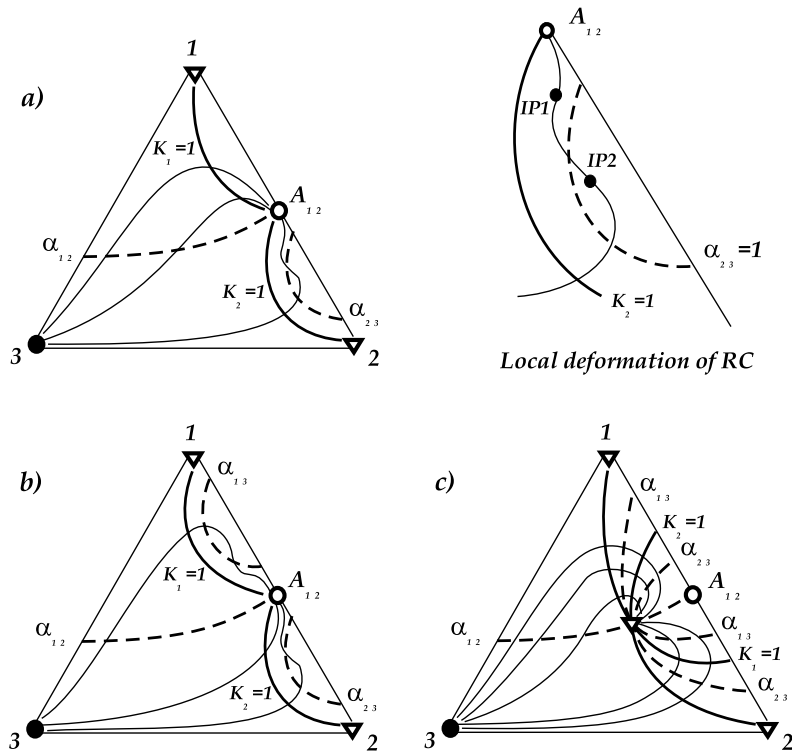 a)
1
K₁=1
A₁₂
α₁₂
K₂=1
α₂₃
3
2
A₁₂
IP1
IP2
α₂₃=1
K₂=1
Local deformation of RC
b)
1
α₁₃
K₁=1
A₁₂
α₁₂
K₂=1
α₂₃
3
2
c)
1
α₁₃
K₂=1
α₂₃
A₁₂
α₁₂
α₁₃
K₁=1
α₂₃
3
2